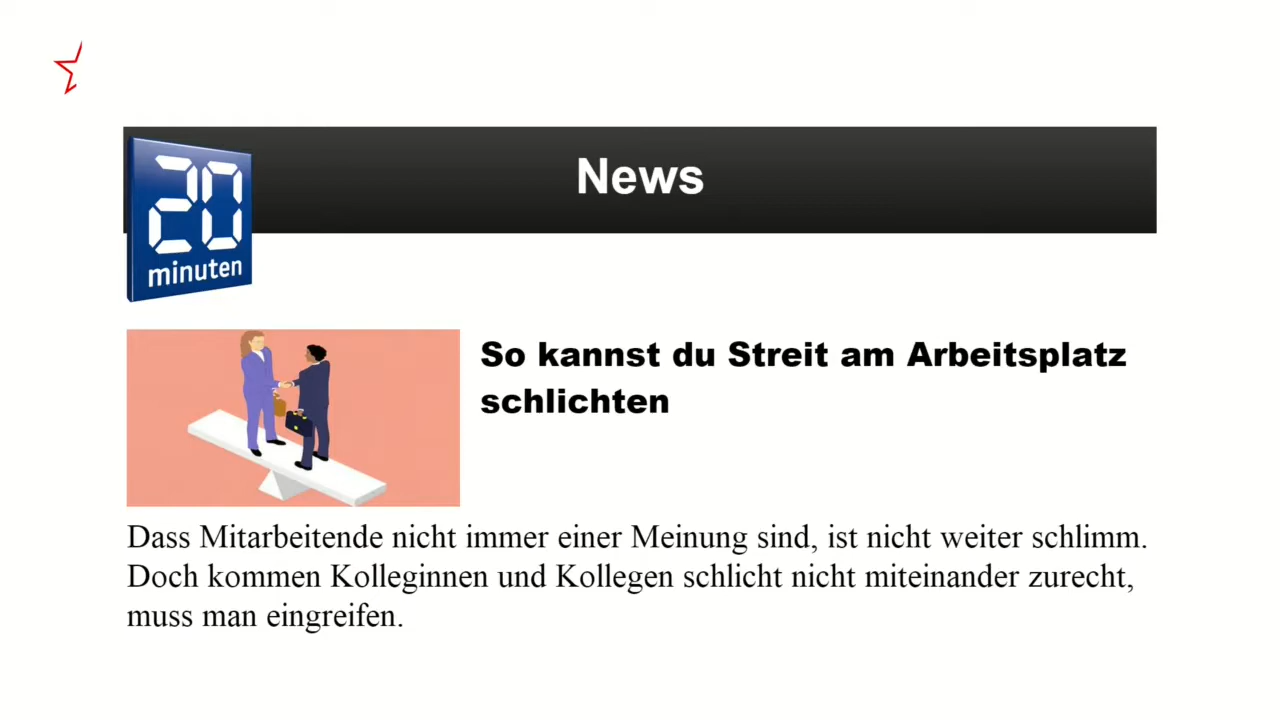 News
20
minuten
So kannst du Streit am Arbeitsplatz
schlichten
Dass Mitarbeitende nicht immer einer Meinung sind, ist nicht weiter schlimm.
Doch kommen Kolleginnen und Kollegen schlicht nicht miteinander zurecht,
muss man eingreifen.